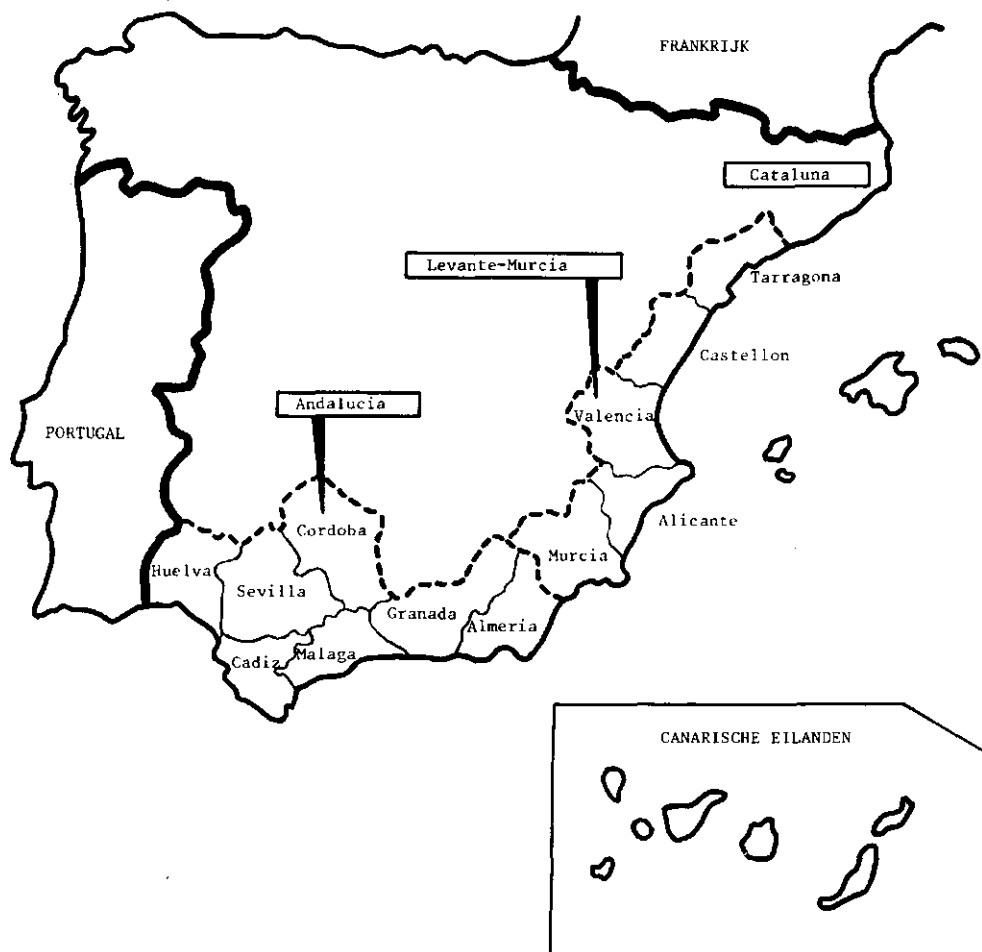 FRANKRIJK
Cataluna
Levante-Murcia
Tarragona
Castellon
Andalucia
Valencia
PORTUGAL
Alicante
Cordoba
Murcia
Huelva
Sevilla
Granada
Almeria
Cadiz
Malaga
CANARISCHE EILANDEN